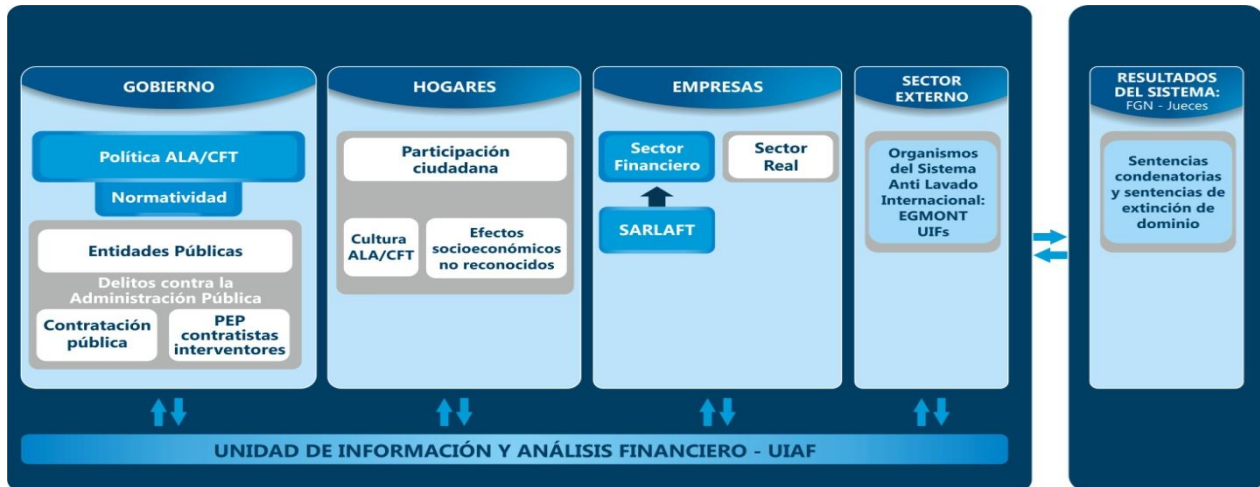 GOBIERNO
Política ALA/CFT
Normatividad
Entidades Públicas
Delitos contra la
Administración Pública
Contratación
pública
PEP
contratistas
interventores
HOGARES
Participación
ciudadana
Cultura
ALA/CFT
Efectos
socioeconómicos
no reconocidos
EMPRESAS
Sector
Financiero
Sector
Real
SARLAFT
SECTOR
EXTERNO
Organismos
del Sistema
Anti Lavado
Internacional:
EGMONT
UIFs
UNIDAD DE INFORMACIÓN Y ANÁLISIS FINANCIERO - UIAF
RESULTADOS
DEL SISTEMA:
FGN - Jueces
Sentencias
condenatorias
y sentencias de
extinción de
dominio